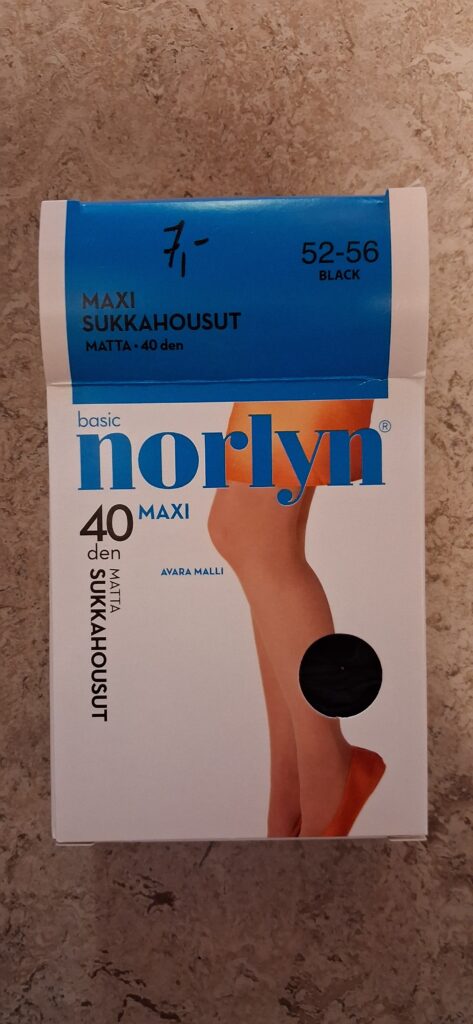 7,-
52-56
BLACK
MAXI
SUKKAHOUSUT
MATTA • 40 den
basic
norlyn®
40 MAXI
den
AVARA MALLI
MATTA
SUKKAHOUSUT